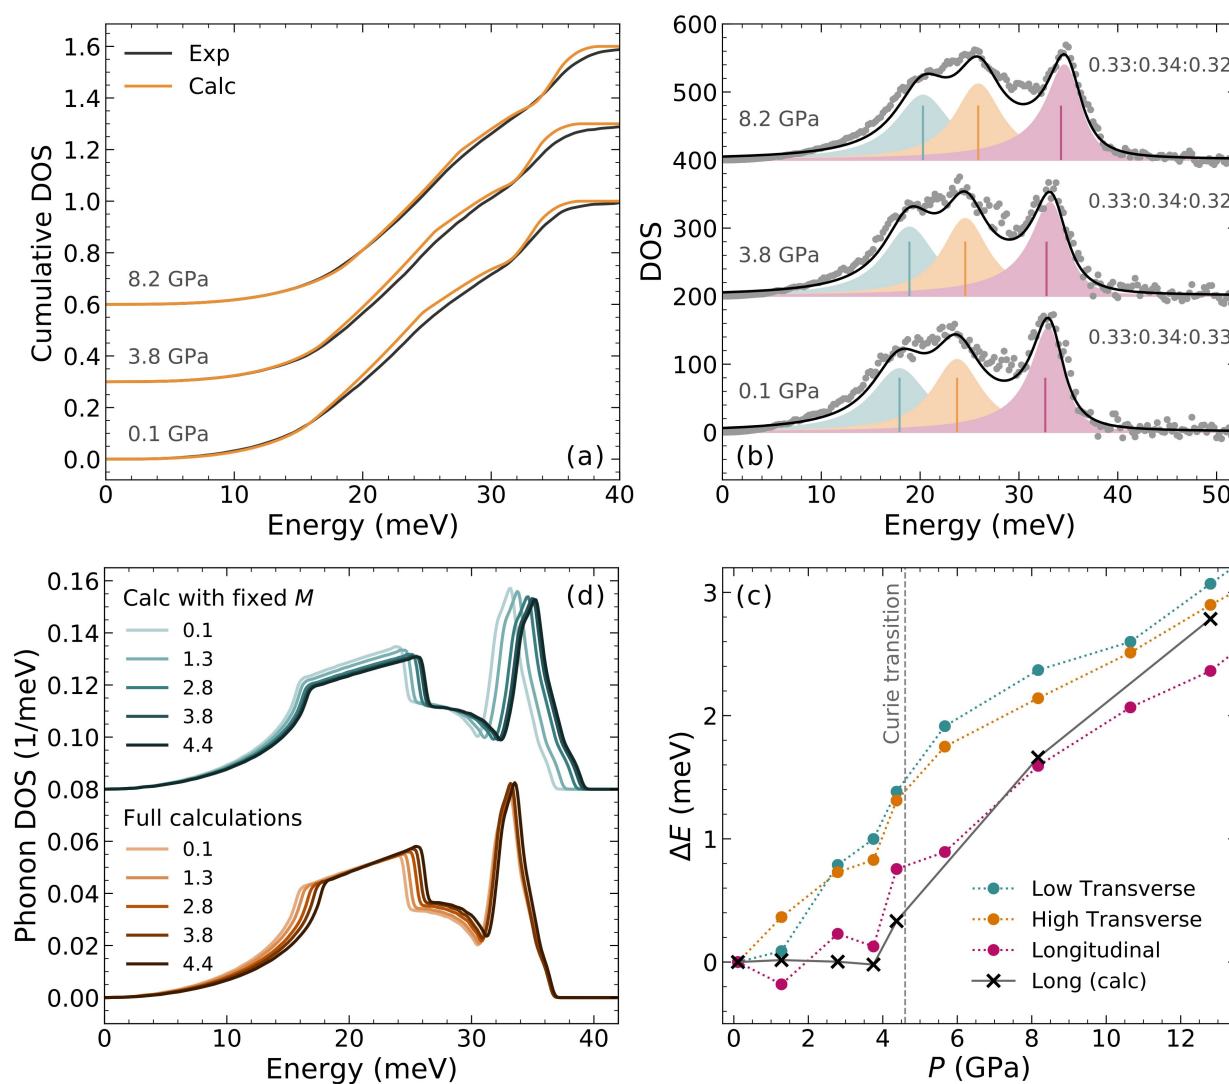 Cumulative DOS
1.6
1.4
1.2
1.0
0.8
0.6
0.4
0.2
0.0
Exp
Calc
8.2 GPa
3.8 GPa
0.1 GPa
(a)
0 10 20 30 40
Energy (meV)
DOS
600
500
400
300
200
100
0
0.33:0.34:0.32
8.2 GPa
0.33:0.34:0.32
3.8 GPa
0.33:0.34:0.33
0.1 GPa
(b)
0 10 20 30 40 50
Energy (meV)
Phonon DOS (1/meV)
0.16
0.14
0.12
0.10
0.08
0.06
0.04
0.02
0.00
Calc with fixed M
0.1
1.3
2.8
3.8
4.4
(d)
Full calculations
0.1
1.3
2.8
3.8
4.4
0 10 20 30 40
Energy (meV)
ΔE (meV)
3
2
1
0
(c)
Curie transition
Low Transverse
High Transverse
Longitudinal
Long (calc)
0 2 4 6 8 10 12
P (GPa)